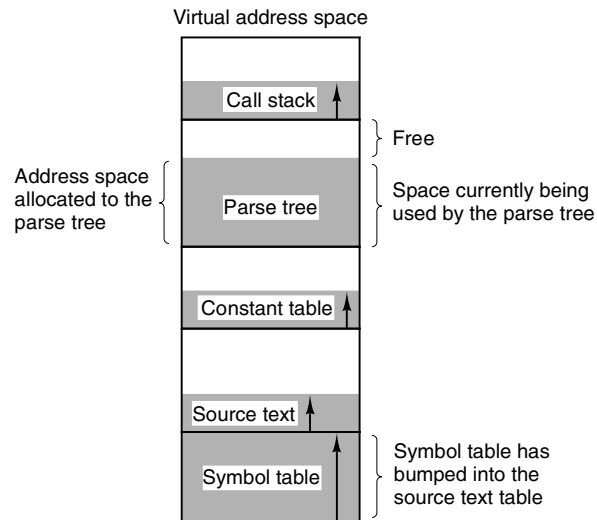 Virtual address space
Call stack
Free
Address space
allocated to the
parse tree
Parse tree
Space currently being
used by the parse tree
Constant table
Source text
Symbol table
Symbol table has
bumped into the
source text table